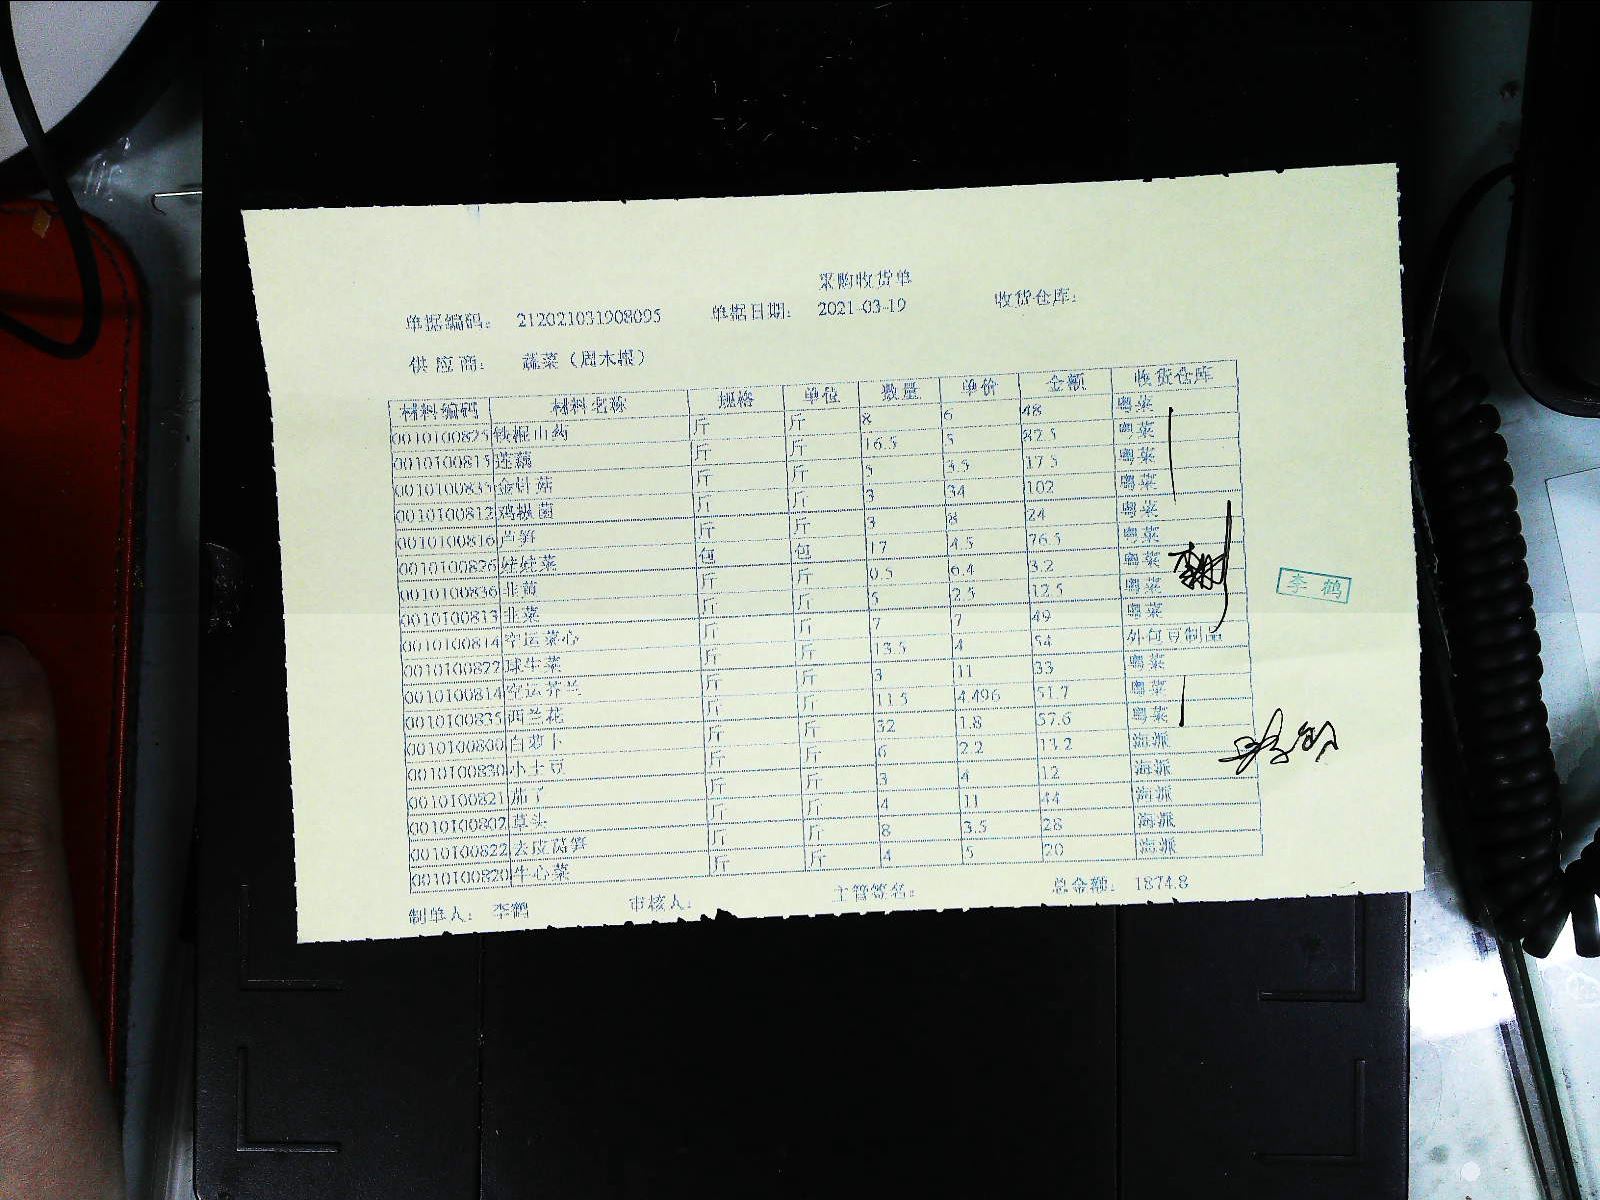 采购收货单
单据编码： 212021031908095 单据日期： 2021-03-19 收货仓库：
供应商： 蔬菜（周木根）
材料编码 材料名称 规格 单位 数量 单价 金额 收货仓库
0010100825 铁棍山药 斤 斤 8 6 48 粤菜
0010100815 莲藕 斤 斤 16.5 5 82.5 粤菜
0010100835 金针菇 斤 斤 5 3.5 17.5 粤菜
0010100812 鸡枞菌 斤 斤 3 34 102 粤菜
0010100816 芦笋 斤 斤 3 8 24 粤菜
0010100826 娃娃菜 包 包 17 4.5 76.5 粤菜
0010100836 韭黄 斤 斤 0.5 6.4 3.2 粤菜
0010100813 韭菜 斤 斤 5 2.5 12.5 粤菜
0010100814 空运菜心 斤 斤 7 7 49 粤菜
0010100822 球生菜 斤 斤 13.5 4 54 外包豆制品
0010100814 空运芥兰 斤 斤 3 11 33 粤菜
0010100835 西兰花 斤 斤 11.5 4.496 51.7 粤菜
0010100800 白萝卜 斤 斤 32 1.8 57.6 粤菜
0010100830 小土豆 斤 斤 6 2.2 13.2 海派
0010100821 茄子 斤 斤 3 4 12 海派
0010100802 草头 斤 斤 4 11 44 海派
0010100822 去皮莴笋 斤 斤 8 3.5 28 海派
0010100820 牛心菜 斤 斤 4 5 20 海派
制单人： 李鹤 审核人： 主管签名： 总金额： 1874.8
李鹤